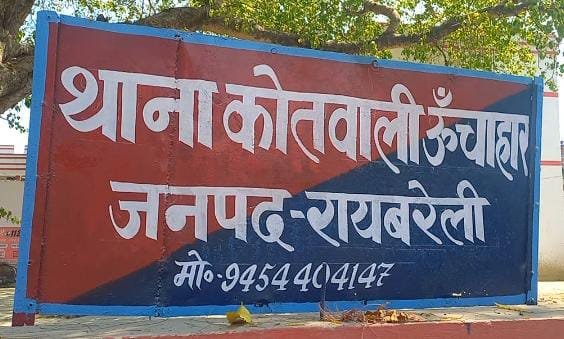 थाना कोतवाली ऊँचाहार
जनपद-रायबरेली
मो०-9454404147